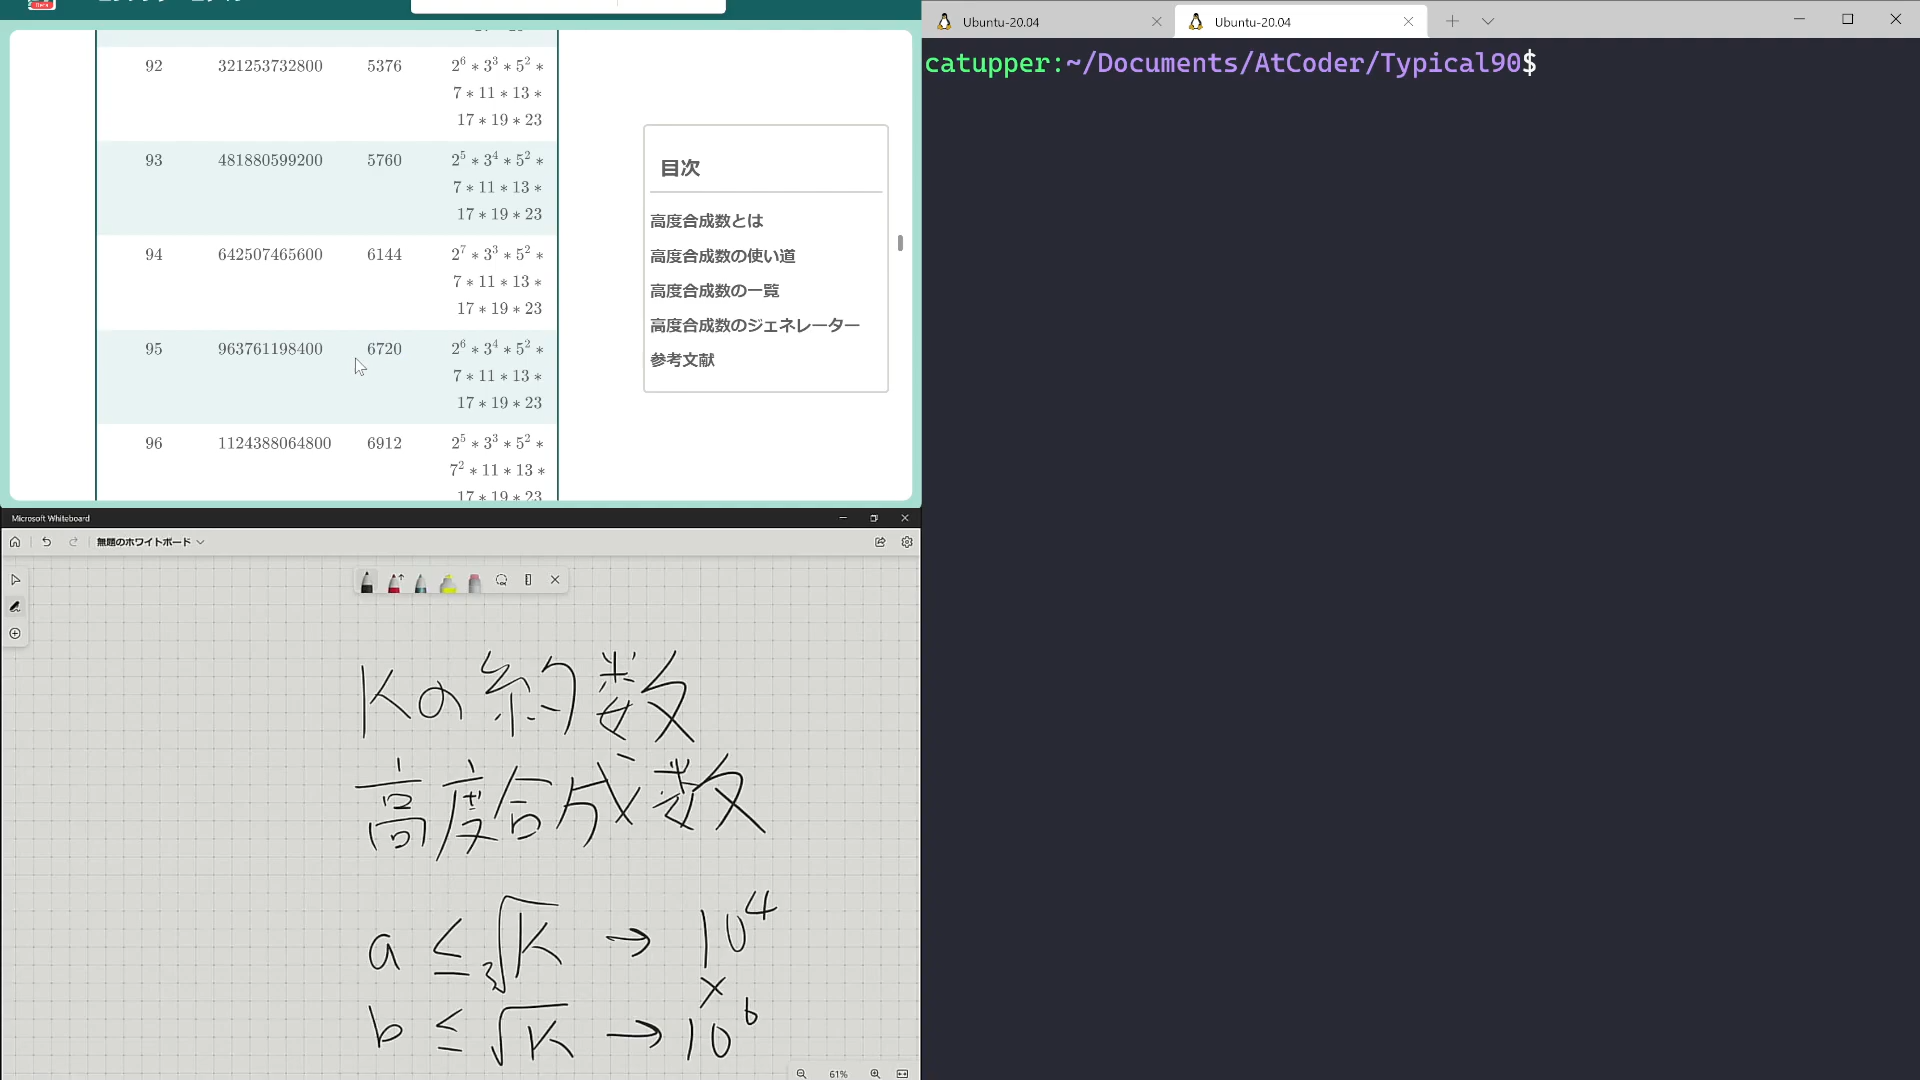 92 321253732800 5376 2^6 * 3^3 * 5^2 *
7 * 11 * 13 *
17 * 19 * 23
93 481880599200 5760 2^5 * 3^4 * 5^2 *
7 * 11 * 13 *
17 * 19 * 23
94 642507465600 6144 2^7 * 3^3 * 5^2 *
7 * 11 * 13 *
17 * 19 * 23
95 963761198400 6720 2^6 * 3^4 * 5^2 *
7 * 11 * 13 *
17 * 19 * 23
96 1124388064800 6912 2^5 * 3^3 * 5^2 *
7^2 * 11 * 13 *
17 * 19 * 23
目次
高度合成数とは
高度合成数の使い道
高度合成数の一覧
高度合成数のジェネレーター
参考文献
Microsoft Whiteboard
無題のホワイトボード
Kの約数
高度合成数
a ≤ ∛K → 10^4
×
b ≤ √K → 10^6
61%
Ubuntu-20.04
Ubuntu-20.04
catupper:~/Documents/AtCoder/Typical90$